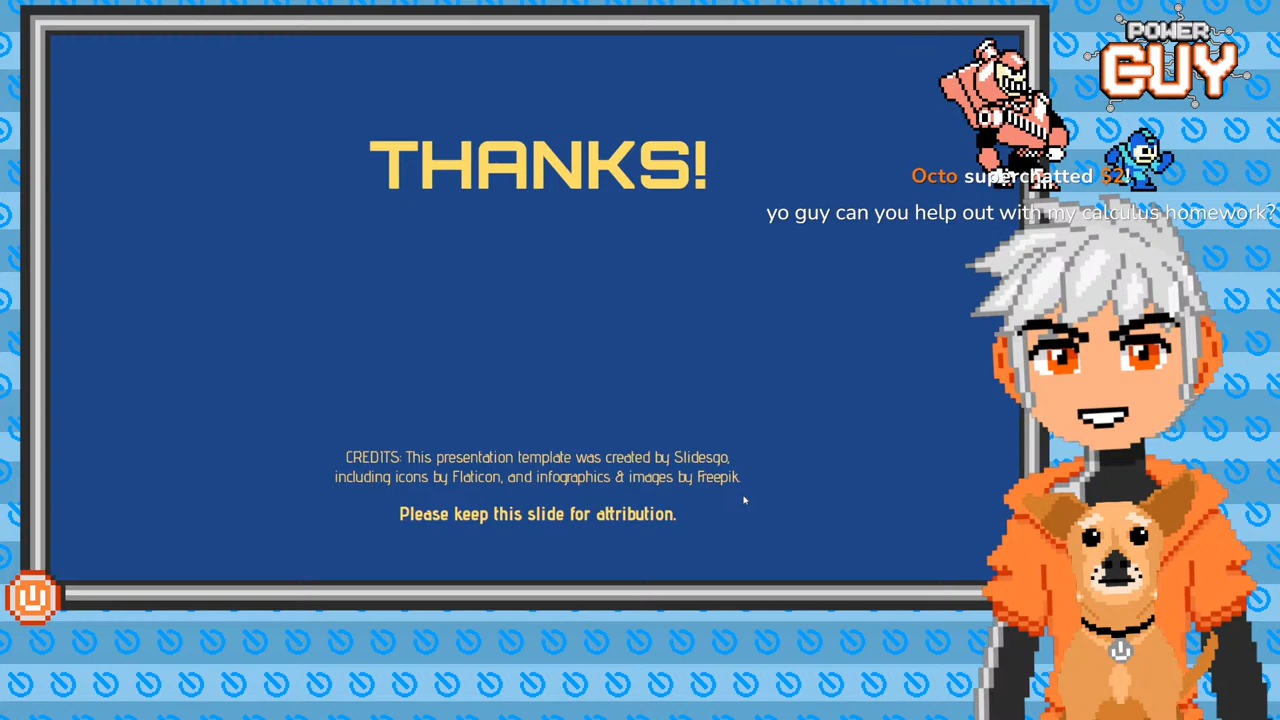 POWER
GUY
THANKS!
Octo superchatted $2!
yo guy can you help out with my calculus homework?
CREDITS: This presentation template was created by Slidesgo,
including icons by Flaticon, and infographics & images by Freepik.
Please keep this slide for attribution.